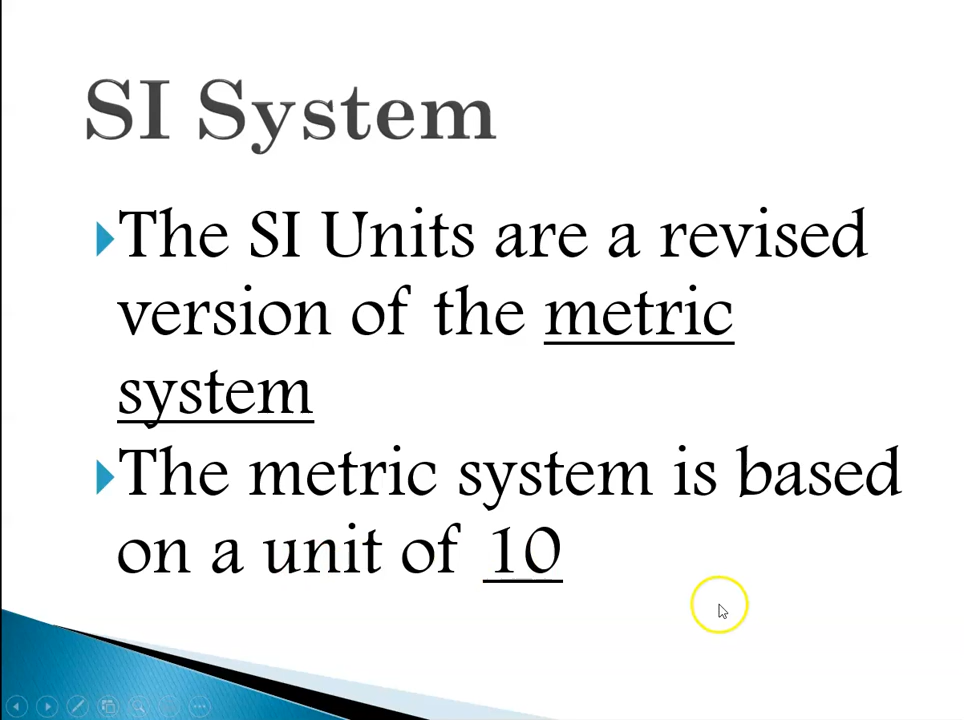 SI System
The SI Units are a revised
version of the metric
system
The metric system is based
on a unit of 10